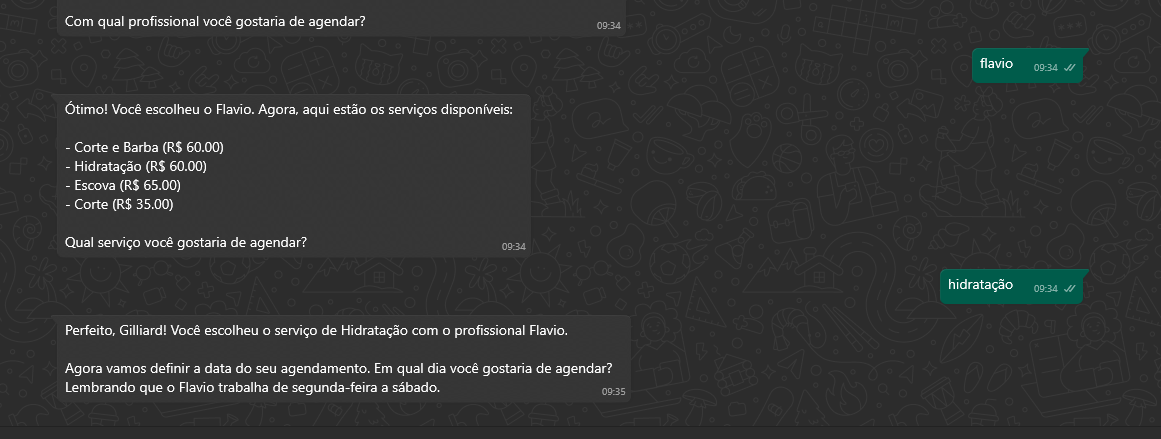 Com qual profissional você gostaria de agendar?
09:34
flavio
09:34
Ótimo! Você escolheu o Flavio. Agora, aqui estão os serviços disponíveis:
- Corte e Barba (R$ 60.00)
- Hidratação (R$ 60.00)
- Escova (R$ 65.00)
- Corte (R$ 35.00)
Qual serviço você gostaria de agendar?
09:34
hidratação
09:34
Perfeito, Gilliard! Você escolheu o serviço de Hidratação com o profissional Flavio.
Agora vamos definir a data do seu agendamento. Em qual dia você gostaria de agendar?
Lembrando que o Flavio trabalha de segunda-feira a sábado.
09:35